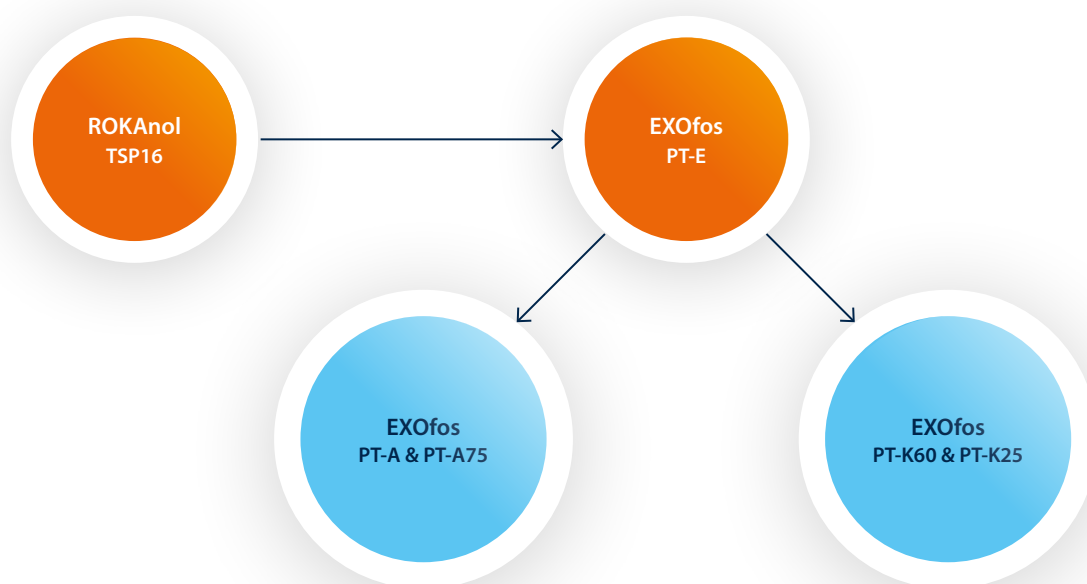 ROKAnol
TSP16
EXOfos
PT-E
EXOfos
PT-A & PT-A75
EXOfos
PT-K60 & PT-K25